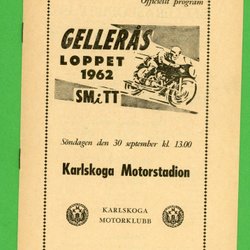 Officiellt program
GELLERÅS
LOPPET
1962
SM i TT
Söndagen den 30 september kl. 13.00
Karlskoga Motorstadion
KARLSKOGA
MOTORKLUBB